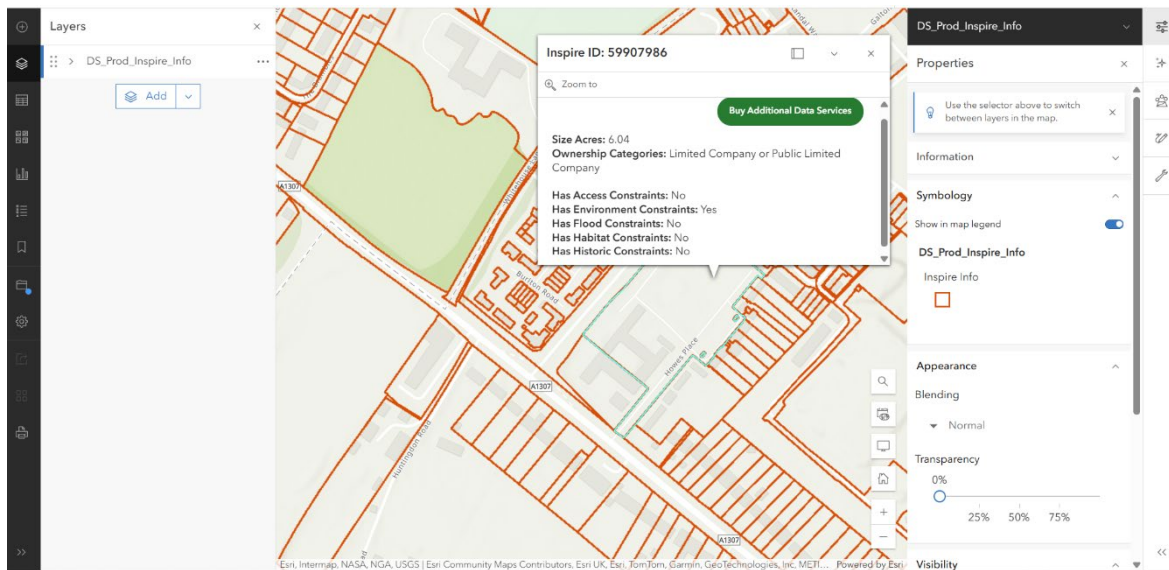 Layers
DS_Prod_Inspire_Info
Add
A1307
Whitehouse Lane
Burlton Road
Howes Place
A1307
Huntingdon Road
A1307
Inspire ID: 59907986
Zoom to
Buy Additional Data Services
Size Acres: 6.04
Ownership Categories: Limited Company or Public Limited
Company
Has Access Constraints: No
Has Environment Constraints: Yes
Has Flood Constraints: No
Has Habitat Constraints: No
Has Historic Constraints: No
Esri, Intermap, NASA, NGA, USGS | Esri Community Maps Contributors, Esri UK, Esri, TomTom, Garmin, GeoTechnologies, Inc, METI... Powered by Esri
DS_Prod_Inspire_Info
Properties
Use the selector above to switch
between layers in the map.
Information
Symbology
Show in map legend
DS_Prod_Inspire_Info
Inspire Info
Appearance
Blending
Normal
Transparency
0%
25% 50% 75%
Visibility